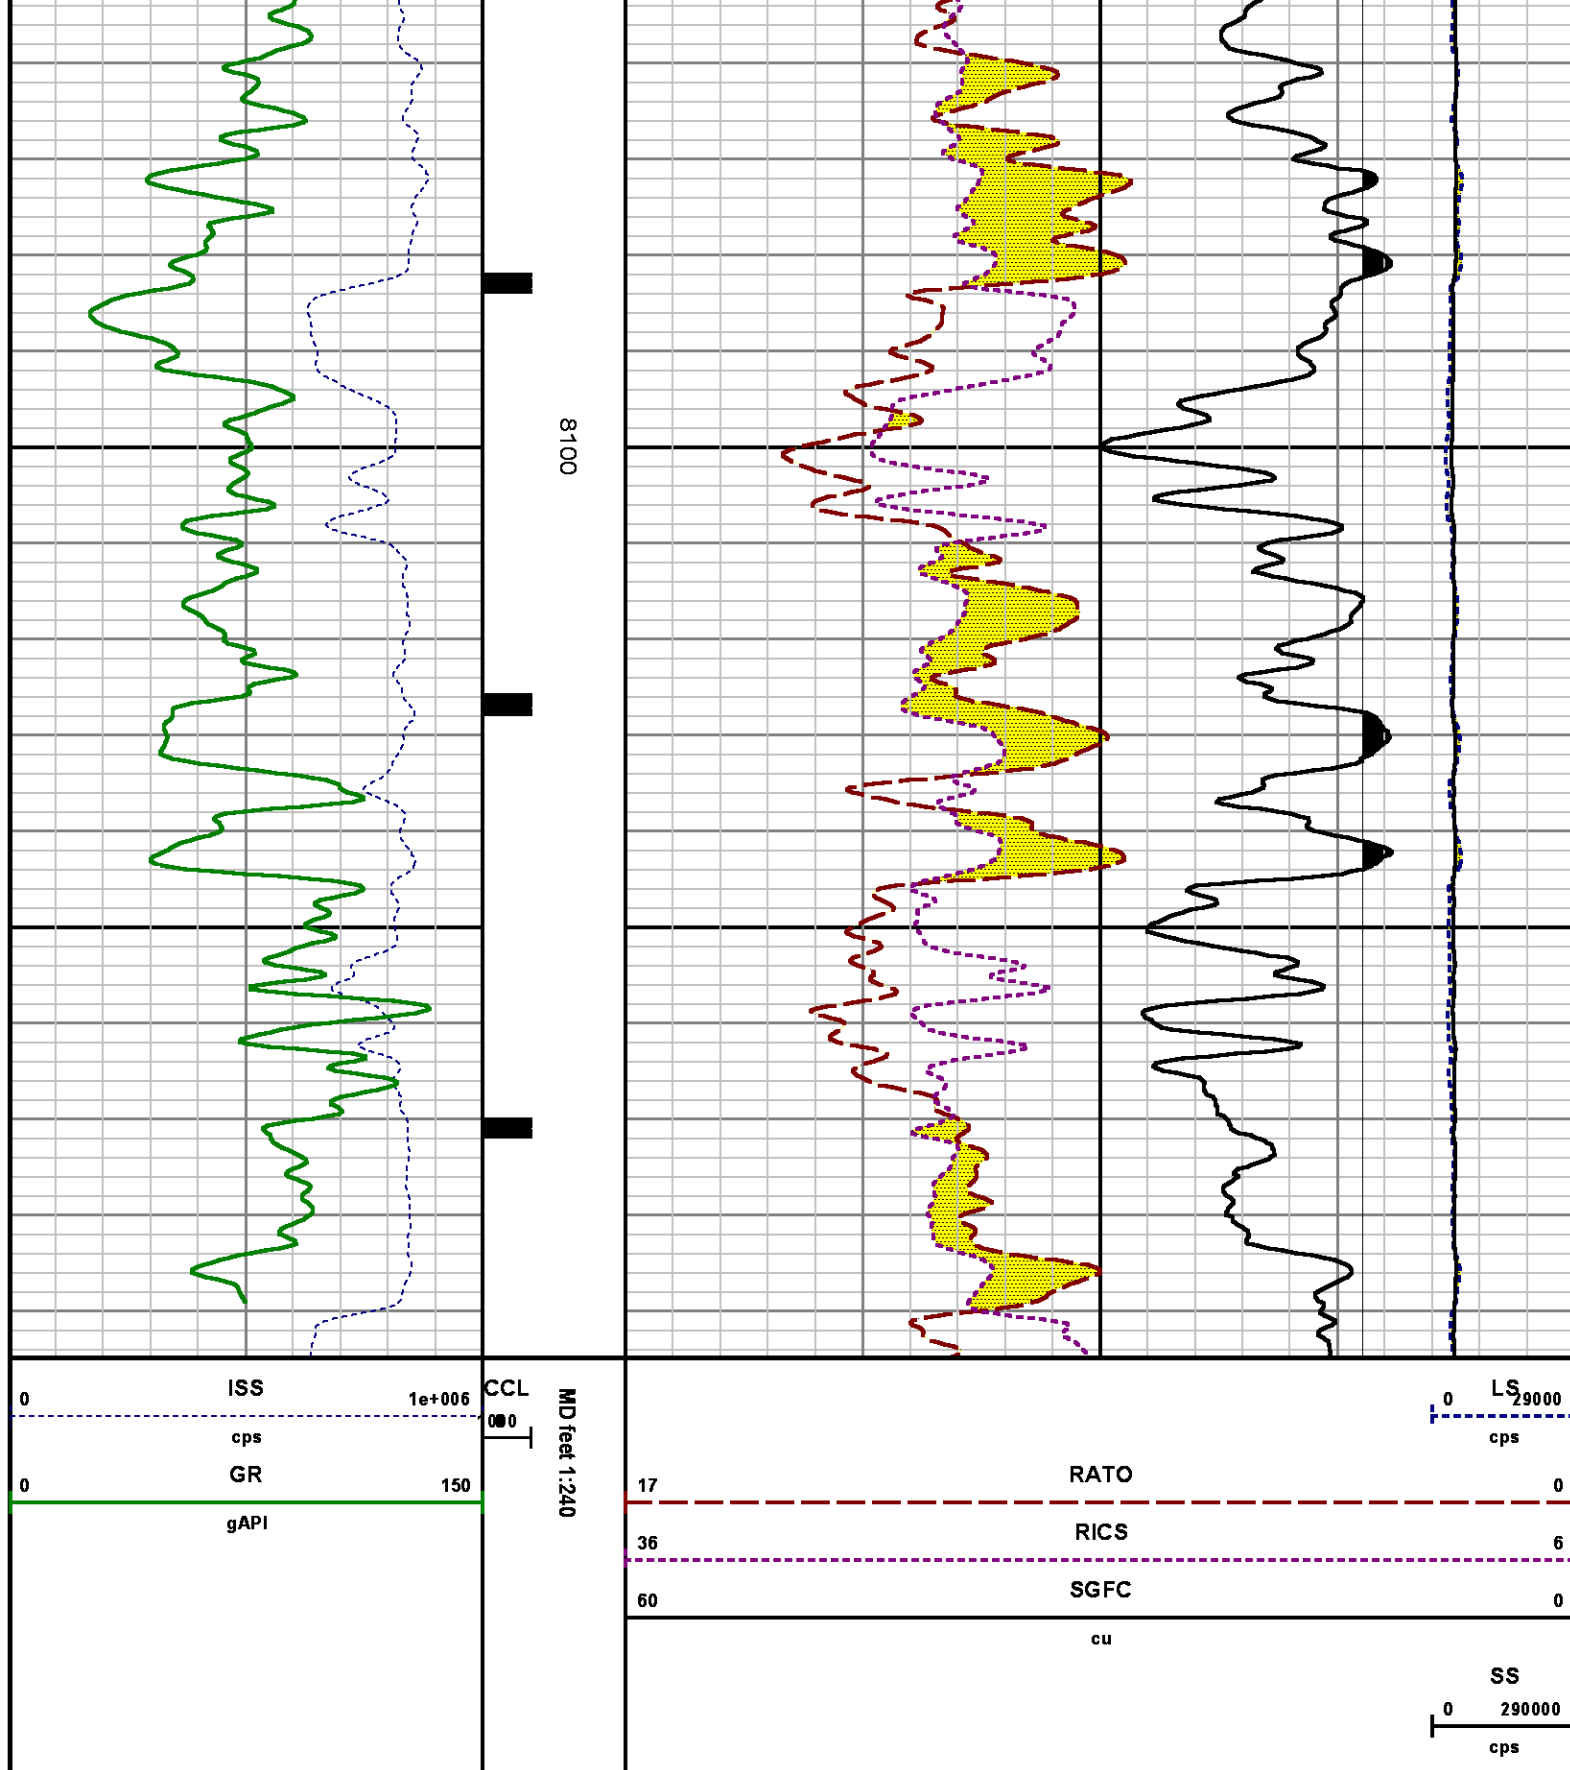 8100
ISS
0 1e+006
cps
GR
0 150
gAPI
CCL
MD feet 1:240
LS
0 29000
cps
RATO
17 0
RICS
36 6
SGFC
60 0
cu
SS
0 290000
cps